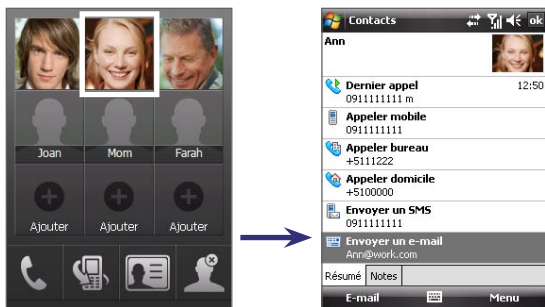 Joan Mom Farah
Ajouter Ajouter Ajouter
Contacts ok
Ann
Dernier appel 12:50
0911111111 m
Appeler mobile
0911111111
Appeler bureau
+5111222
Appeler domicile
+5100000
Envoyer un SMS
0911111111
Envoyer un e-mail
Ann@work.com
Résumé Notes
E-mail Menu